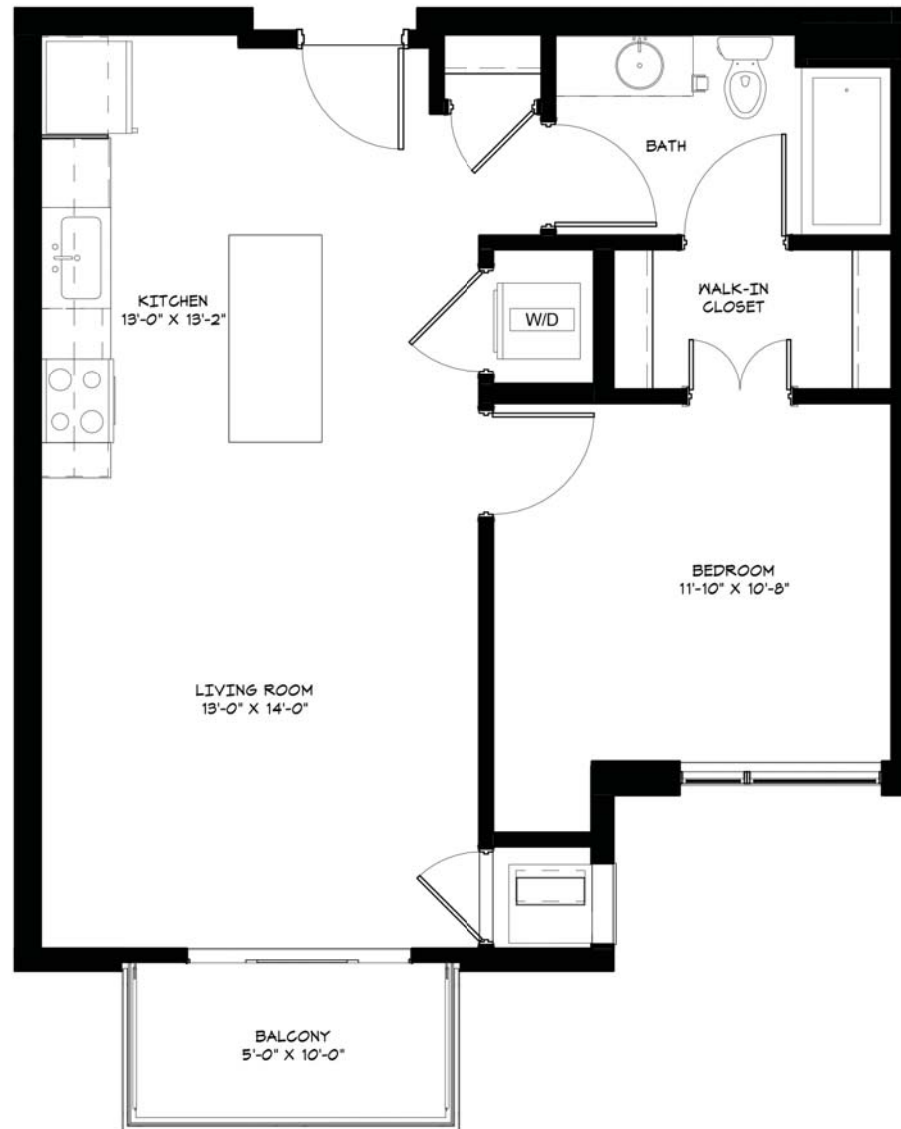 BATH
WALK-IN
CLOSET
KITCHEN
13'-0" X 13'-2"
W/D
BEDROOM
11'-10" X 10'-8"
LIVING ROOM
13'-0" X 14'-0"
BALCONY
5'-0" X 10'-0"